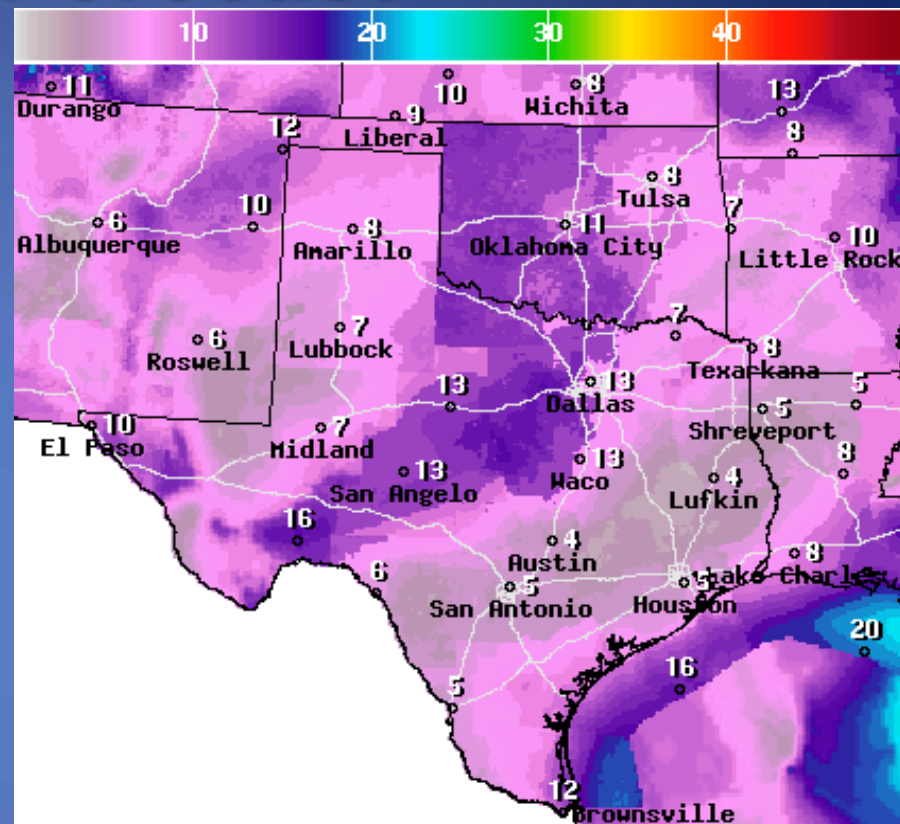 10 20 30 40
11 Durango
10
8 Wichita
13
9 Liberal
12
8
8 Tulsa
6 Albuquerque
10
8 Amarillo
11 Oklahoma City
7
10 Little Rock
6 Roswell
7 Lubbock
7
8 Texarkana
13
13 Dallas
5 Shreveport
5
10 El Paso
7 Midland
13 San Angelo
13 Waco
4 Lufkin
8
16
4 Austin
6
5 San Antonio
5 Houston
8 Lake Charles
20
16
5
12 Brownsville